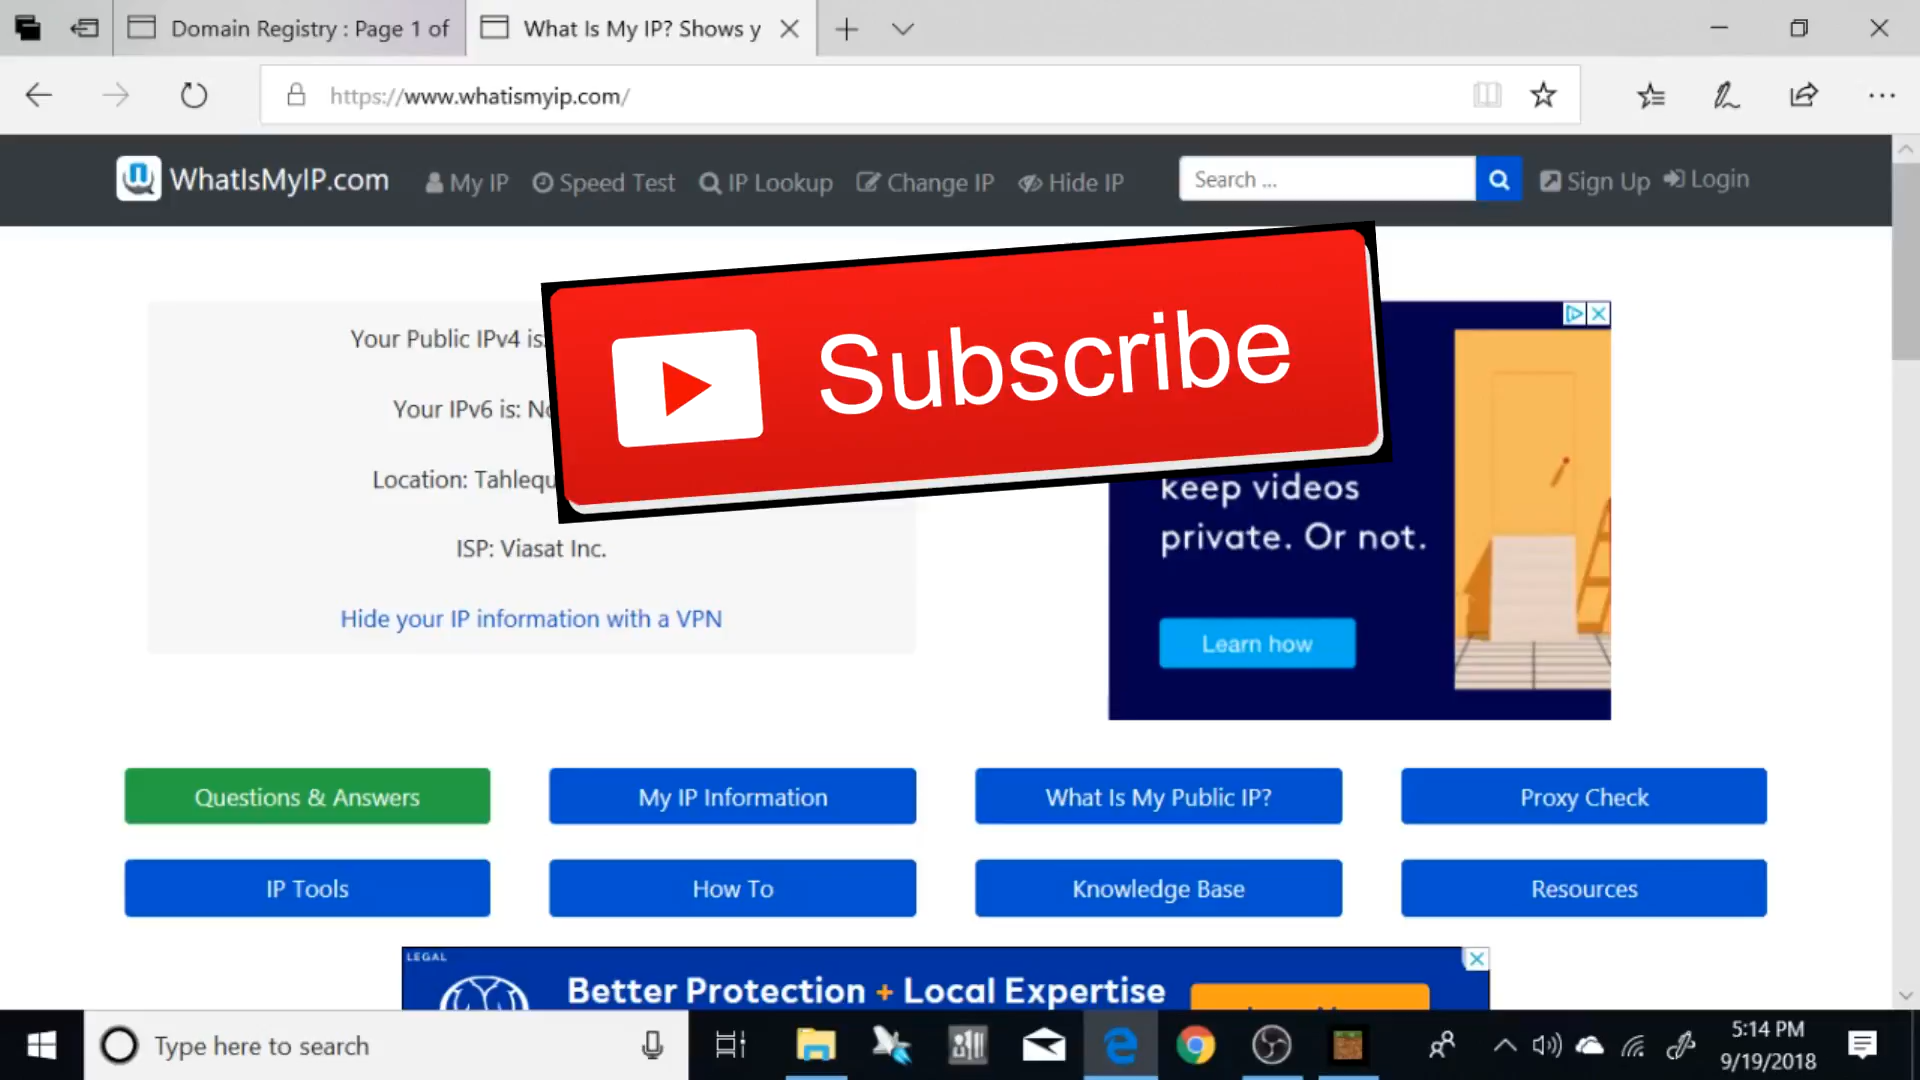 Domain Registry : Page 1 of
What Is My IP? Shows y
https://www.whatismyip.com/
WhatIsMyIP.com
My IP
Speed Test
IP Lookup
Change IP
Hide IP
Search ...
Sign Up
Login
Your Public IPv4 is:
Your IPv6 is: No
Location: Tahlequ
ISP: Viasat Inc.
Hide your IP information with a VPN
Subscribe
keep videos
private. Or not.
Learn how
Questions & Answers
My IP Information
What Is My Public IP?
Proxy Check
IP Tools
How To
Knowledge Base
Resources
LEGAL
Better Protection + Local Expertise
Type here to search
5:14 PM
9/19/2018